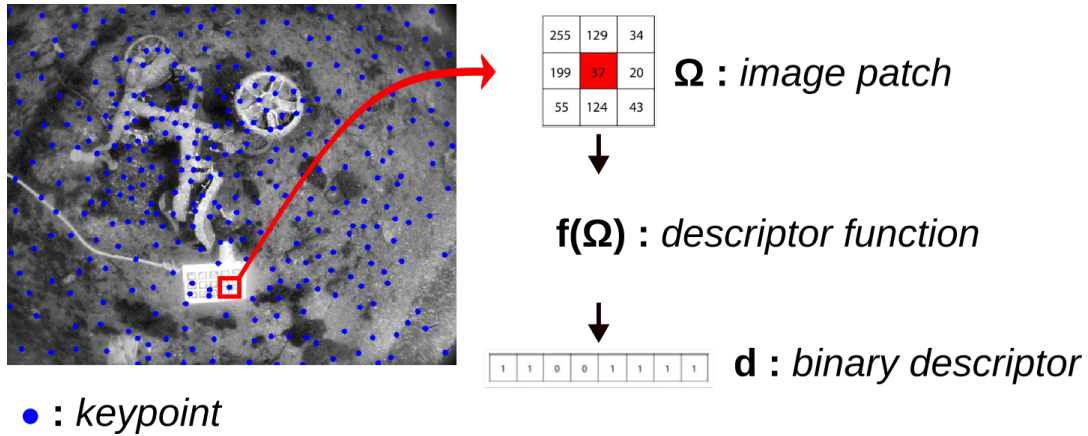 255 129 34
199 37 20
55 124 43
Ω : image patch
f(Ω) : descriptor function
1 1 0 0 1 1 1 1
d : binary descriptor
: keypoint